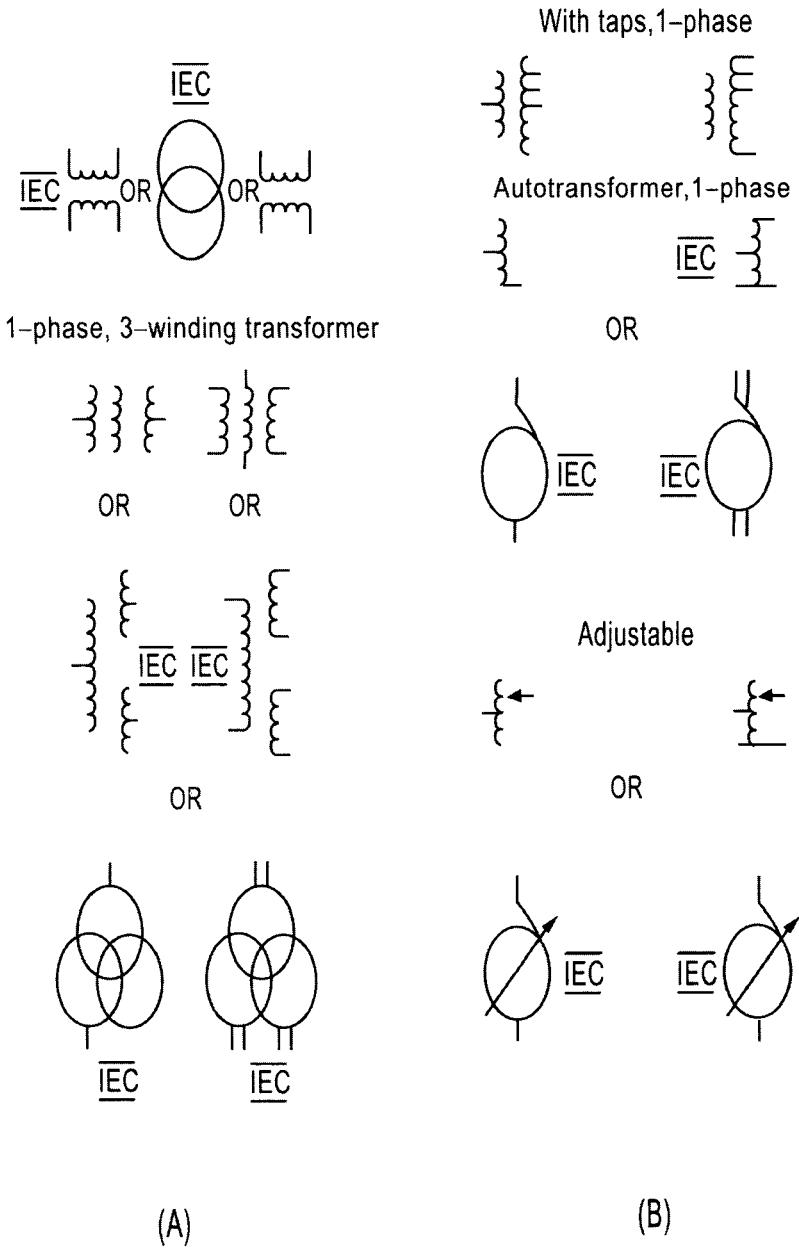 IEC
IEC OR OR
1–phase, 3–winding transformer
OR OR
IEC IEC
OR
IEC IEC
(A)
With taps,1–phase
Autotransformer,1–phase
IEC
OR
IEC IEC
Adjustable
OR
IEC IEC
(B)